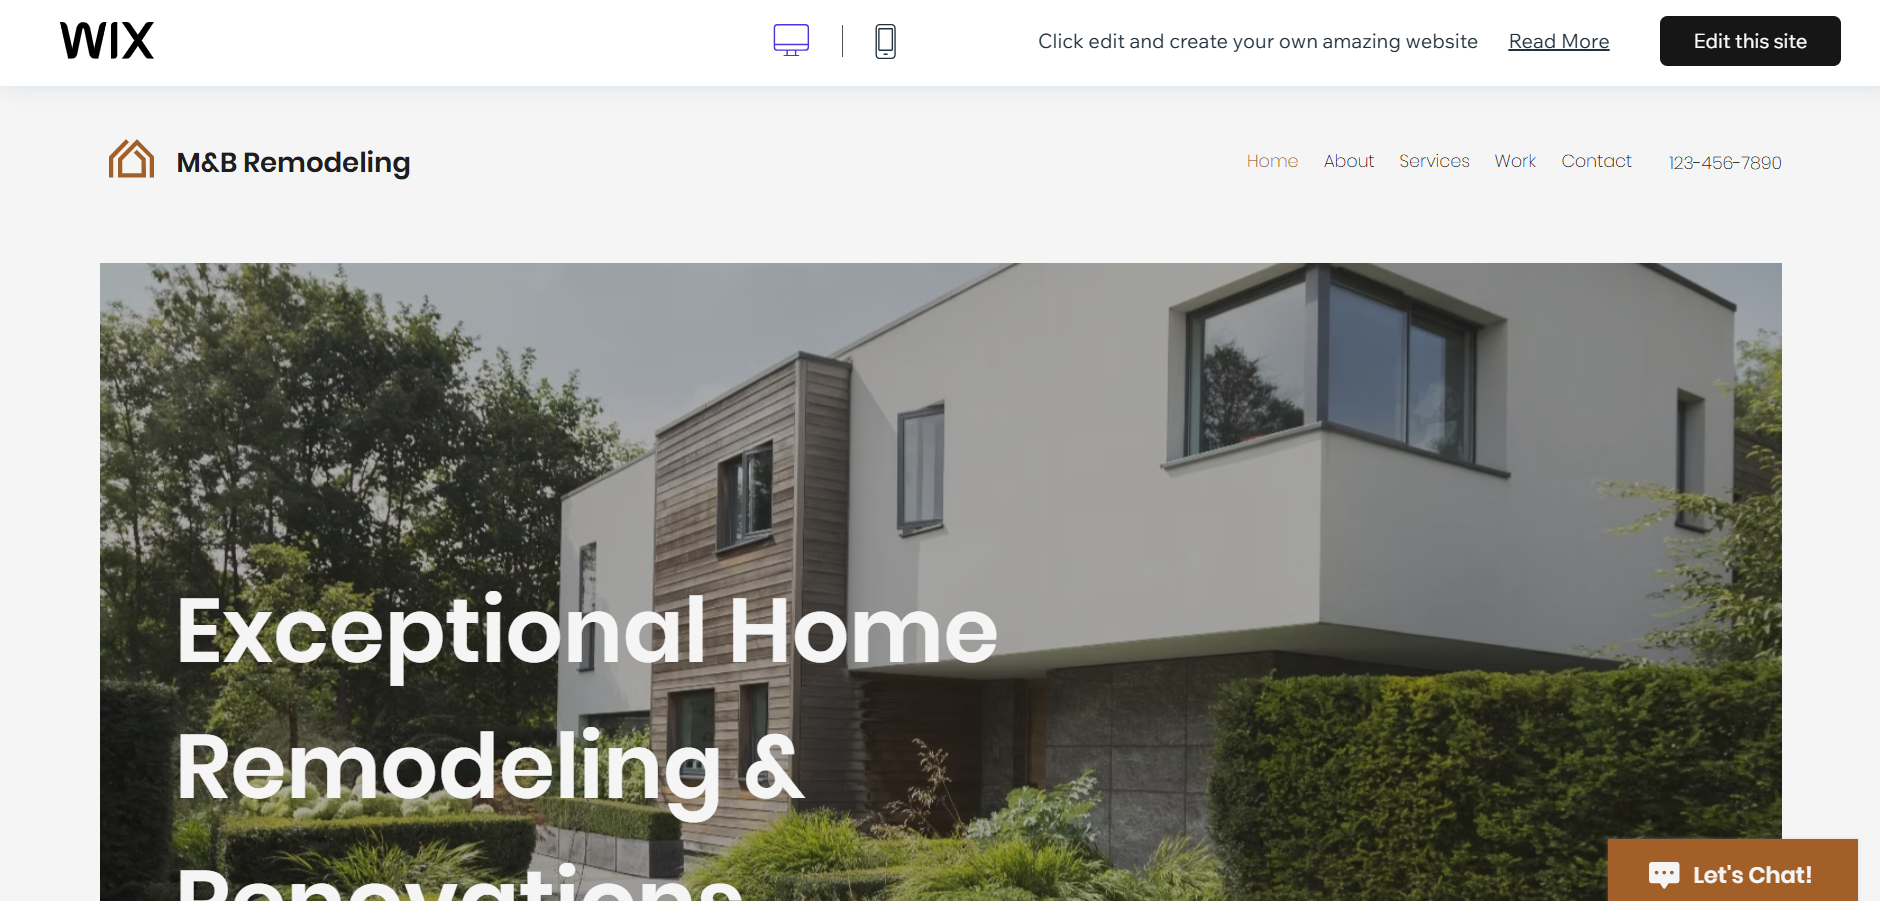 WIX
Click edit and create your own amazing website Read More Edit this site
M&B Remodeling
Home About Services Work Contact 123-456-7890
Exceptional Home
Remodeling &
Renovations
Let's Chat!